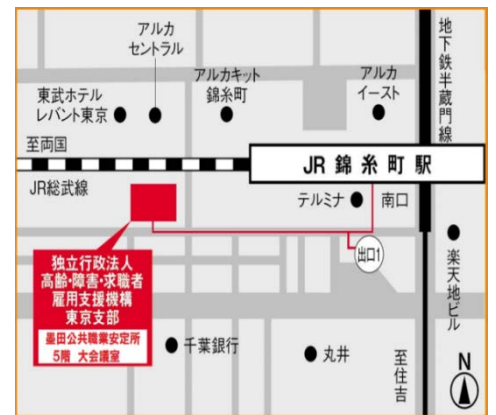 アルカ
セントラル
東武ホテル
レバント東京
アルカキット
錦糸町
アルカ
イースト
地下鉄半蔵門線
至両国
JR錦糸町駅
JR総武線
テルミナ
南口
出口1
楽天地ビル
独立行政法人
高齢・障害・求職者
雇用支援機構
東京支部
墨田公共職業安定所
5階 大会議室
千葉銀行
丸井
至住吉
N